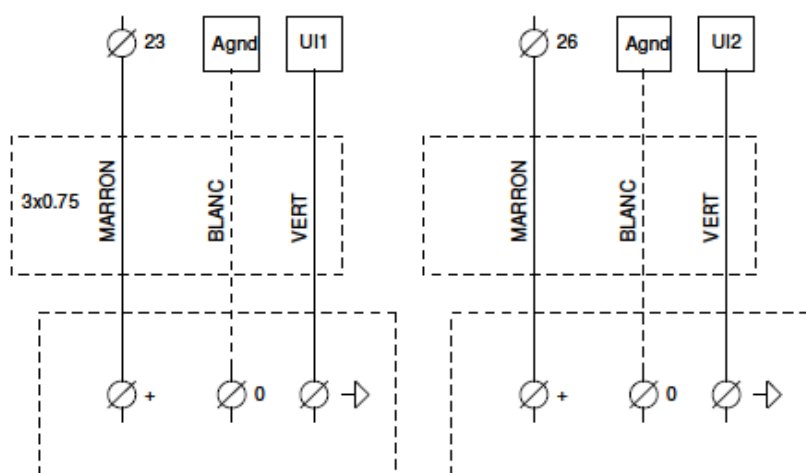 23 Agnd UI1 26 Agnd UI2
3x0.75 MARRON BLANC VERT MARRON BLANC VERT
+ 0 + 0